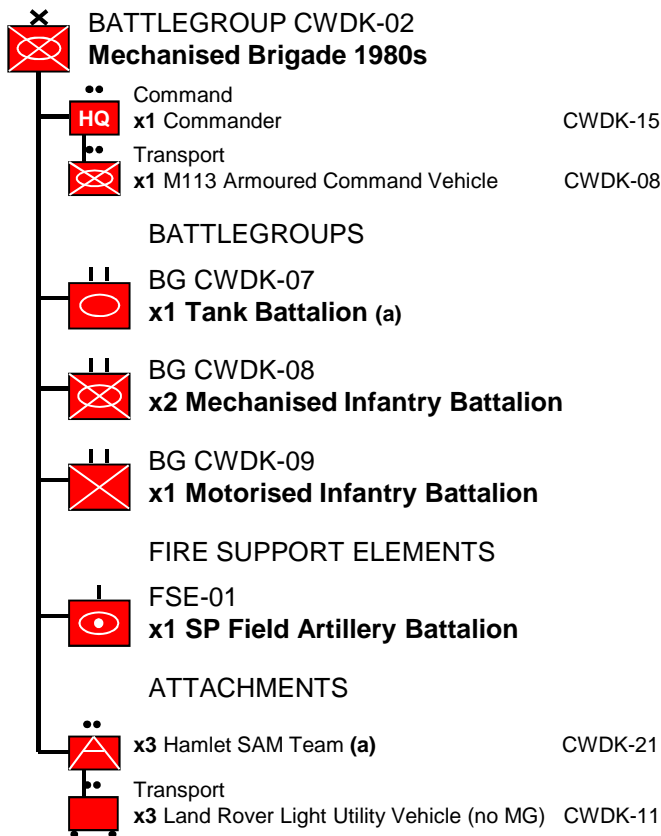 BATTLEGROUP CWDK-02
Mechanised Brigade 1980s
Command
HQ x1 Commander CWDK-15
Transport
x1 M113 Armoured Command Vehicle CWDK-08
BATTLEGROUPS
BG CWDK-07
x1 Tank Battalion (a)
BG CWDK-08
x2 Mechanised Infantry Battalion
BG CWDK-09
x1 Motorised Infantry Battalion
FIRE SUPPORT ELEMENTS
FSE-01
x1 SP Field Artillery Battalion
ATTACHMENTS
x3 Hamlet SAM Team (a) CWDK-21
Transport
x3 Land Rover Light Utility Vehicle (no MG) CWDK-11